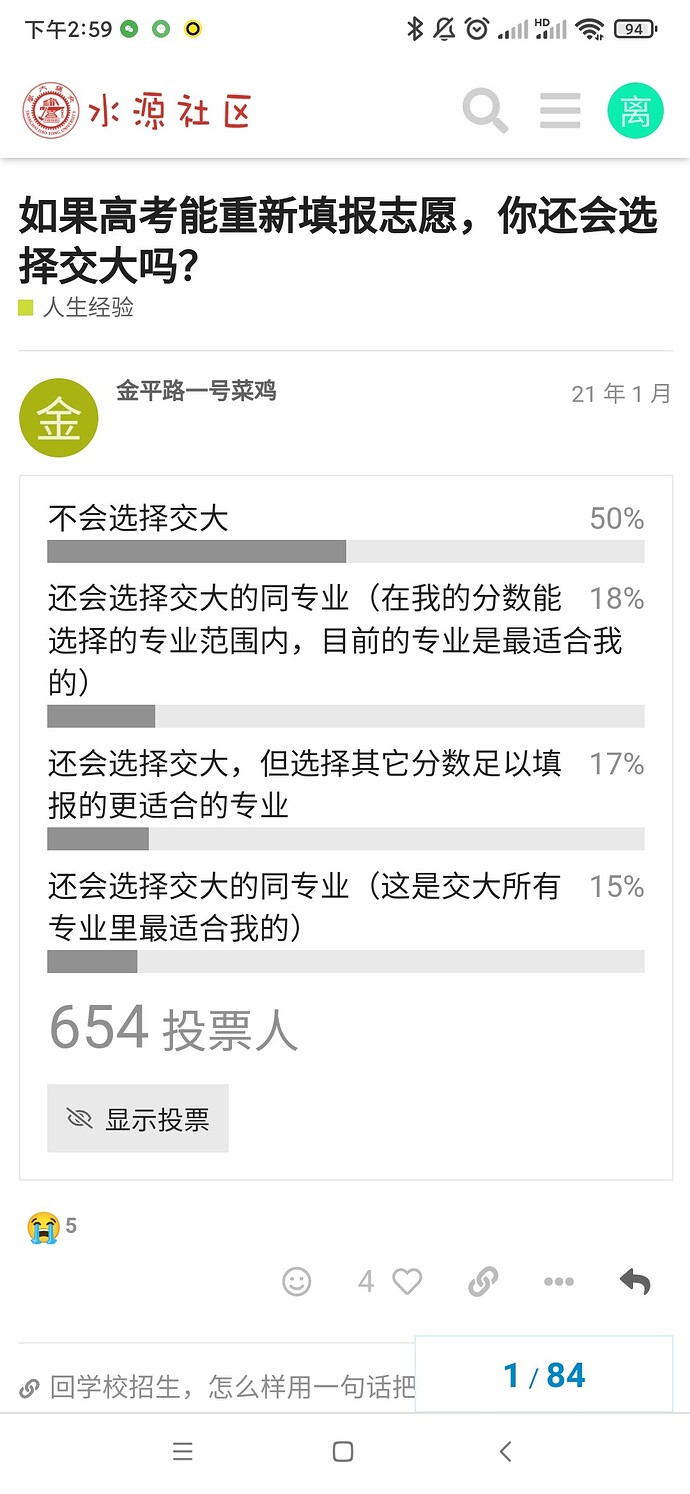 下午2:59
HD
94
水源社区
离
如果高考能重新填报志愿，你还会选
择交大吗？
人生经验
金
金平路一号菜鸡
21 年 1 月
不会选择交大 50%
还会选择交大的同专业（在我的分数能 18%
选择的专业范围内，目前的专业是最适合我
的）
还会选择交大，但选择其它分数足以填 17%
报的更适合的专业
还会选择交大的同专业（这是交大所有 15%
专业里最适合我的）
654 投票人
显示投票
5
4
回学校招生，怎么样用一句话把
1 / 84